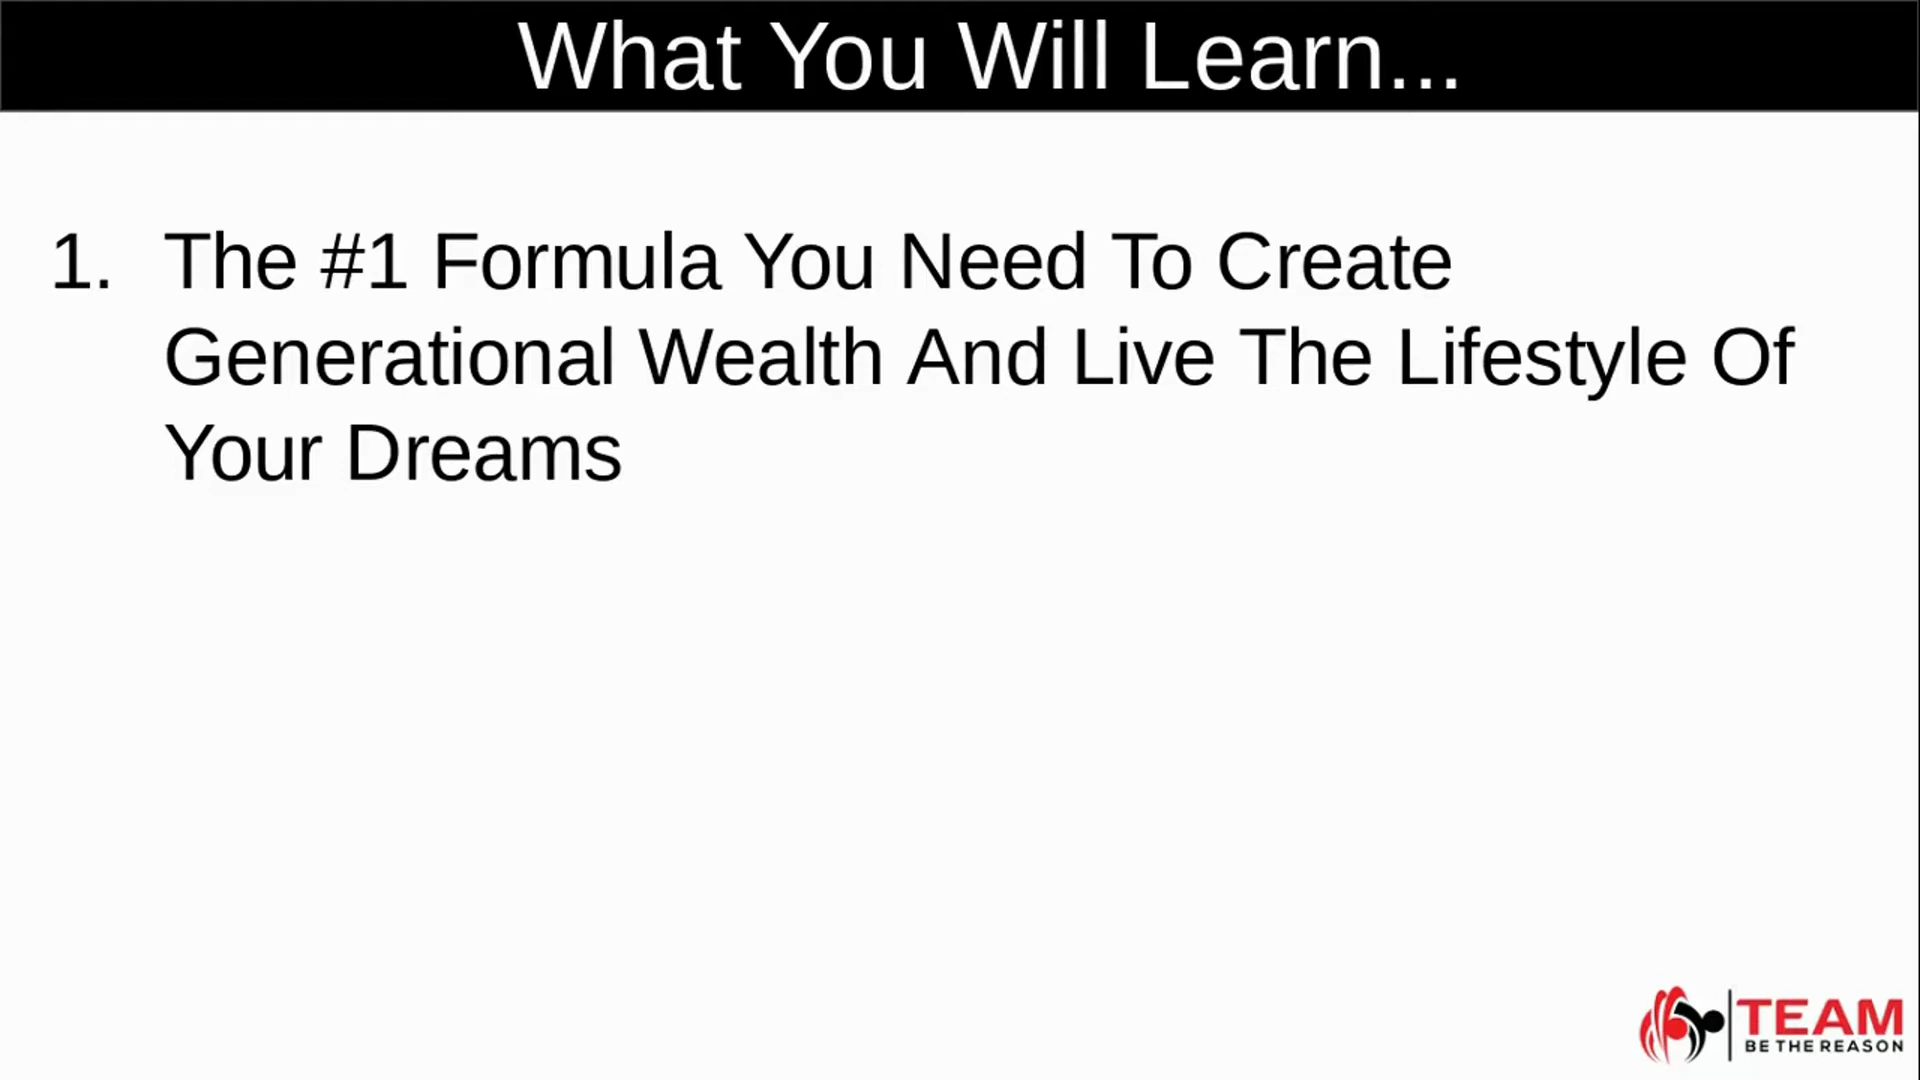 What You Will Learn...
1. The #1 Formula You Need To Create
Generational Wealth And Live The Lifestyle Of
Your Dreams
TEAM
BE THE REASON